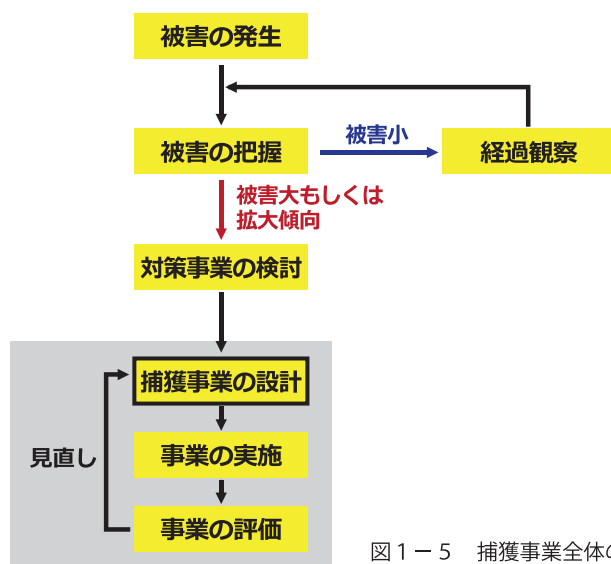 被害の発生
被害の把握
被害小
経過観察
被害大もしくは
拡大傾向
対策事業の検討
捕獲事業の設計
見直し
事業の実施
事業の評価
図１－５　捕獲事業全体の